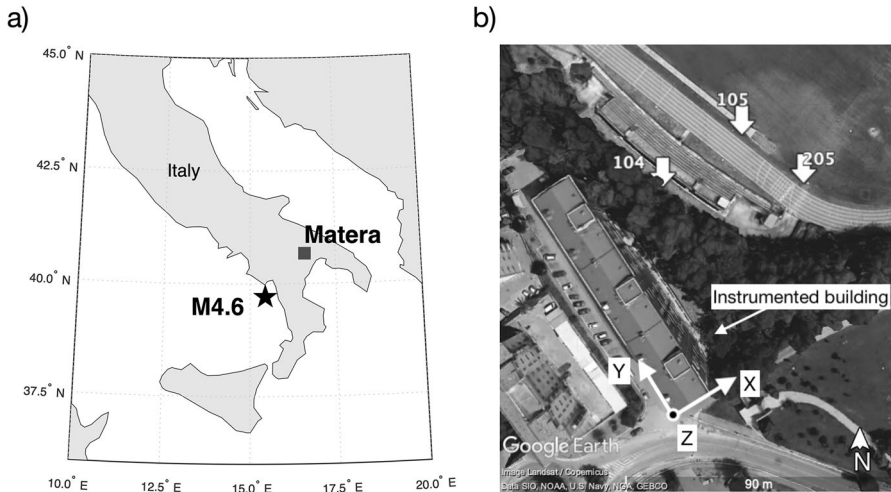 a)
45.0° N
42.5° N
40.0° N
37.5° N
10.0° E
12.5° E
15.0° E
17.5° E
20.0° E
Italy
Matera
M4.6
b)
105
104
205
Instrumented building
Y
X
Z
N
Google Earth
Image Landsat / Copernicus
Data SIO, NOAA, U.S. Navy, NGA, GEBCO
90 m